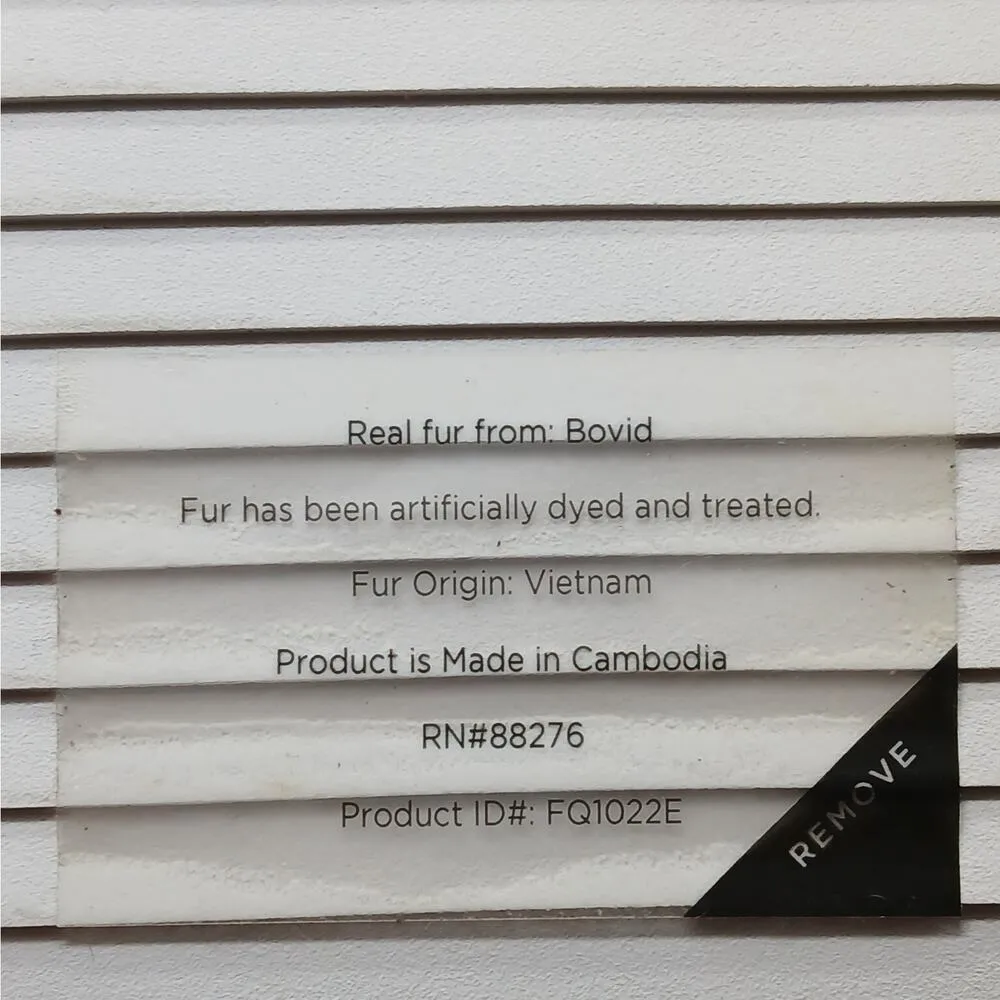 Real fur from: Bovid
Fur has been artificially dyed and treated.
Fur Origin: Vietnam
Product is Made in Cambodia
RN#88276
Product ID#: FQ1022E
REMOVE